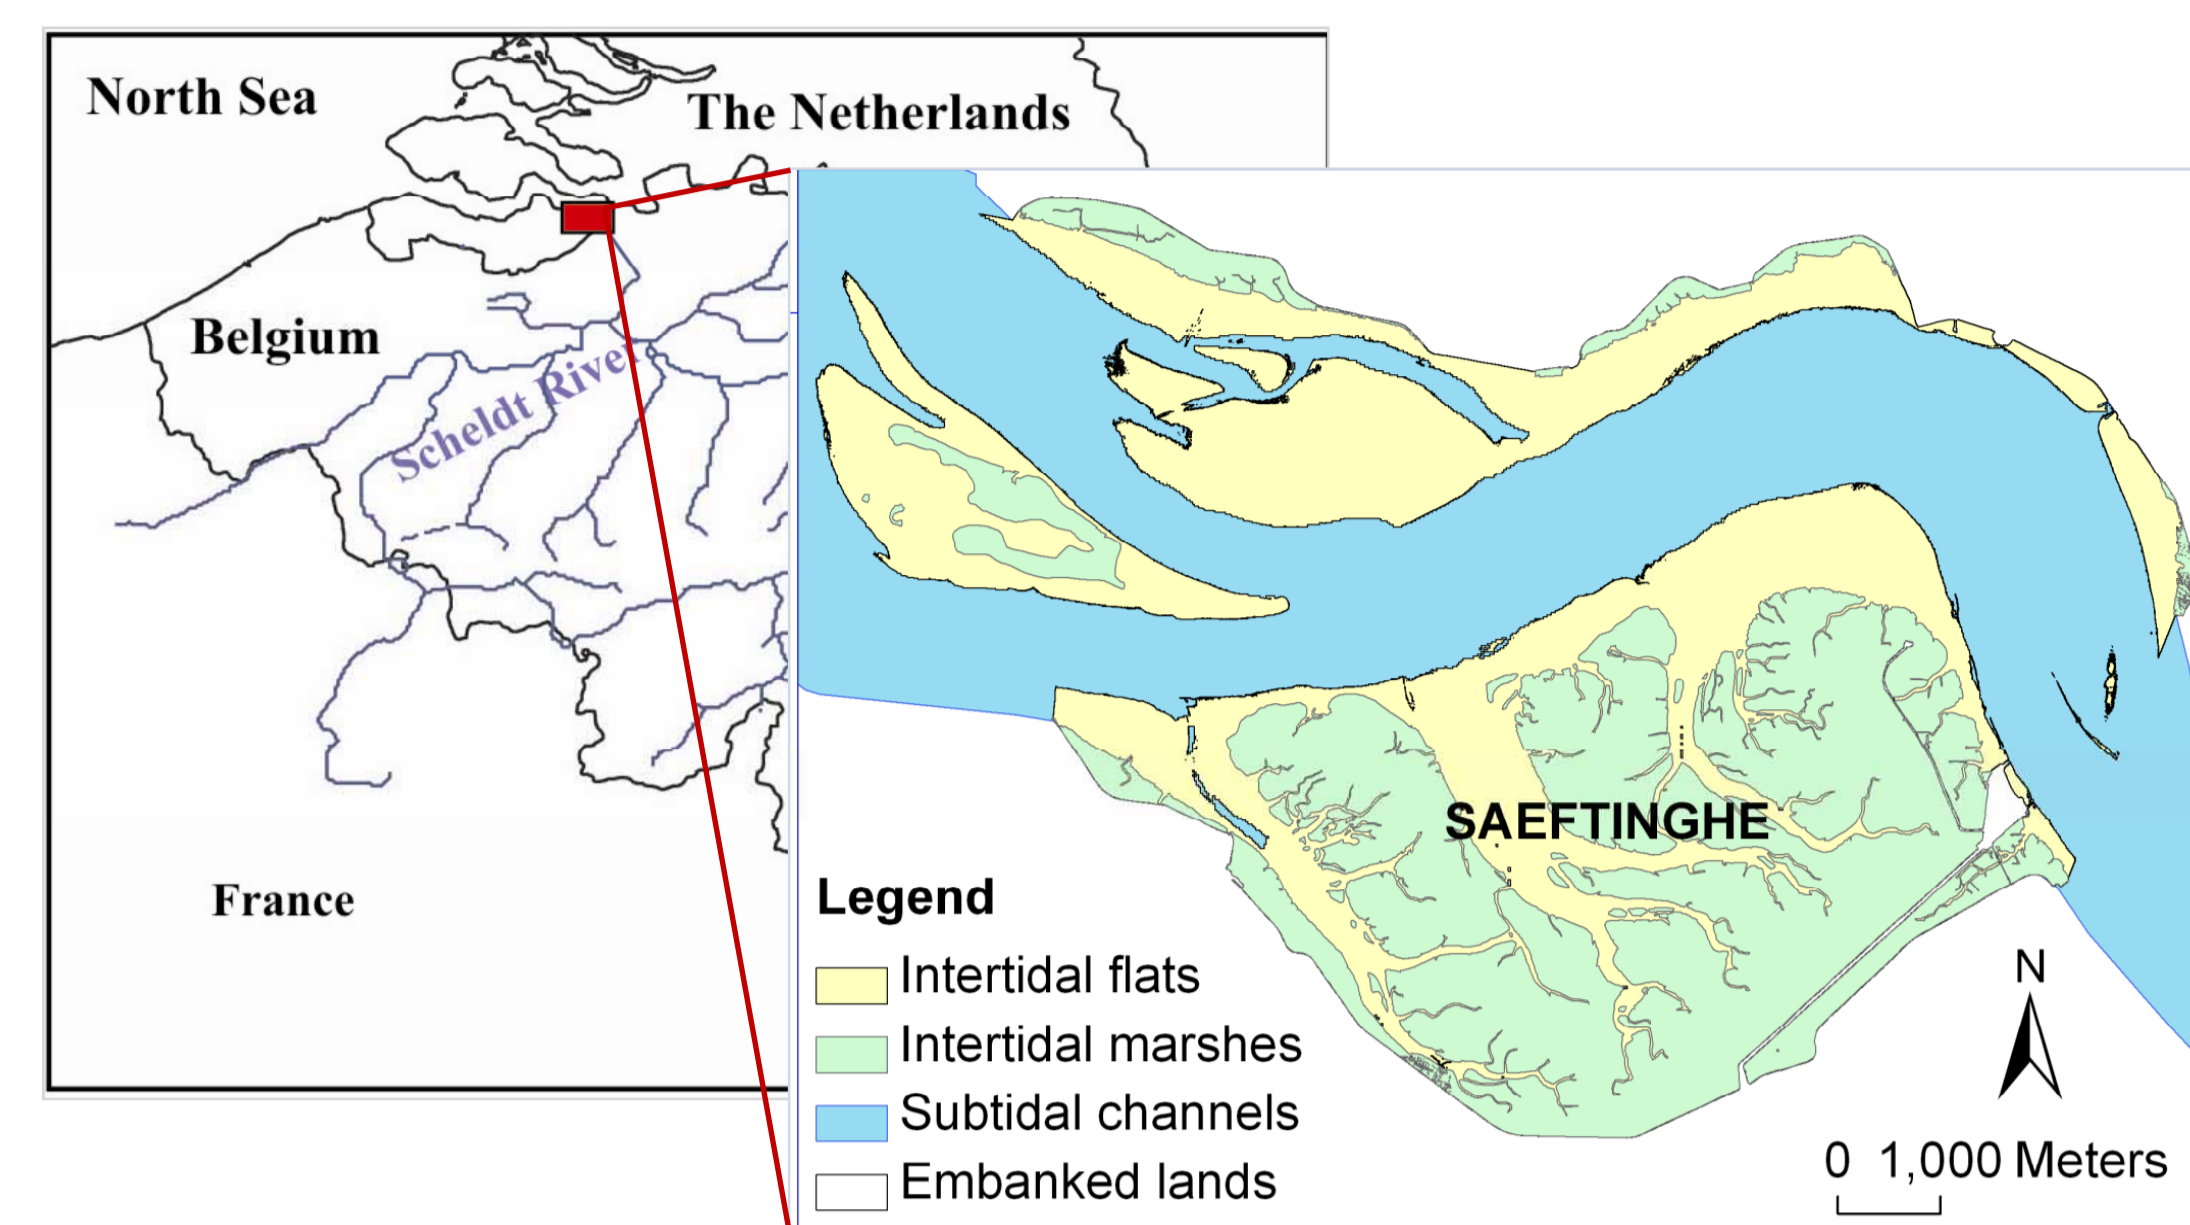 North Sea
The Netherlands
Belgium
Scheldt River
France
SAEFTINGHE
Legend
Intertidal flats
Intertidal marshes
Subtidal channels
Embanked lands
N
0 1,000 Meters